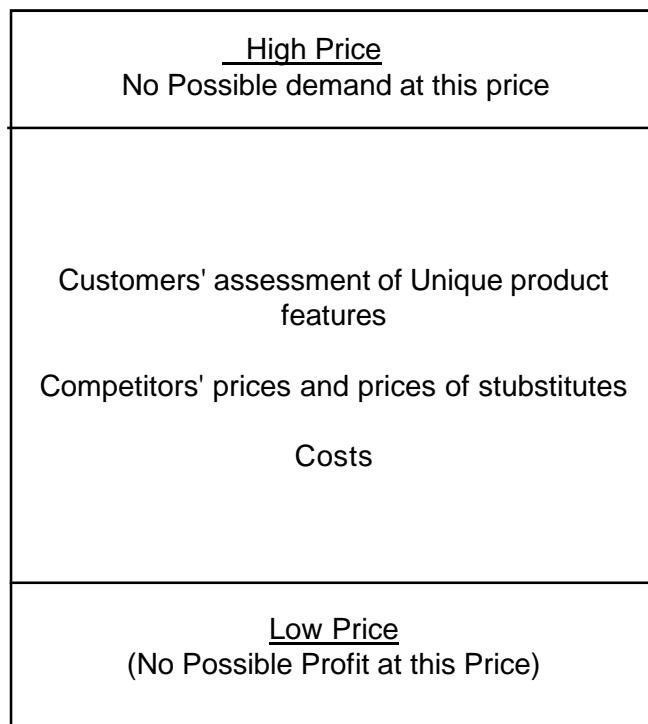 High Price
No Possible demand at this price
Customers' assessment of Unique product
features
Competitors' prices and prices of stubstitutes
Costs
Low Price
(No Possible Profit at this Price)